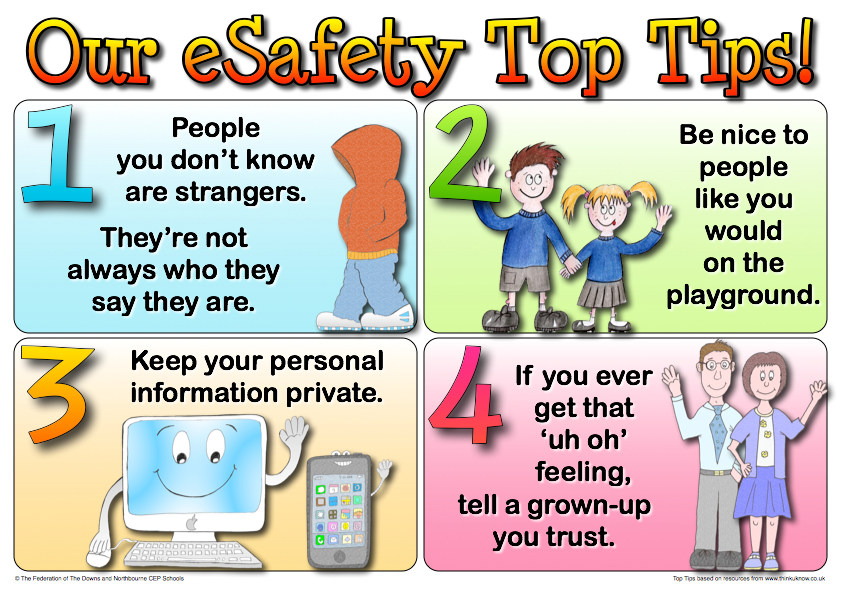 Our eSafety Top Tips!
1
People
you don’t know
are strangers.
They’re not
always who they
say they are.
2
Be nice to
people
like you
would
on the
playground.
3
Keep your personal
information private.
4
If you ever
get that
‘uh oh’
feeling,
tell a grown-up
you trust.
© The Federation of The Downs and Northbourne CEP Schools
Top Tips based on resources from www.thinkuknow.co.uk